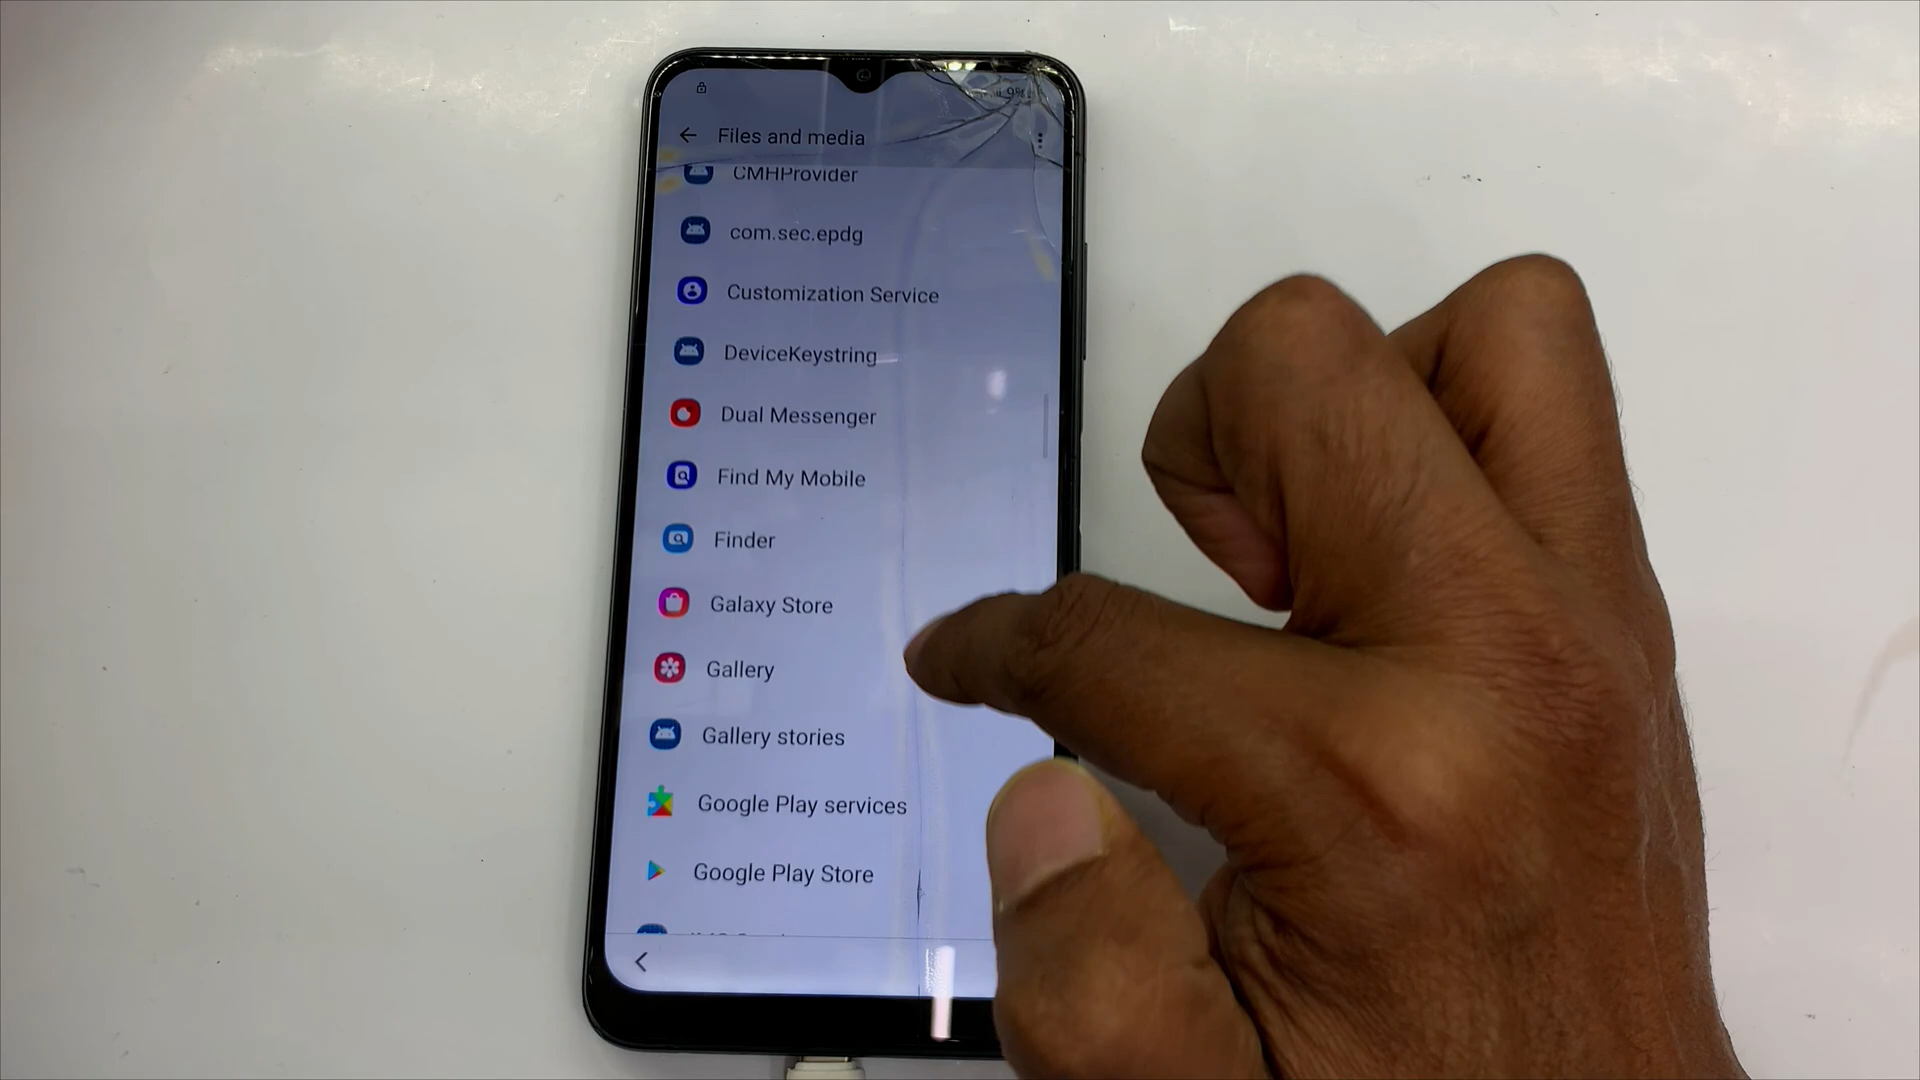 9%
Files and media
CMHProvider
com.sec.epdg
Customization Service
DeviceKeystring
Dual Messenger
Find My Mobile
Finder
Galaxy Store
Gallery
Gallery stories
Google Play services
Google Play Store